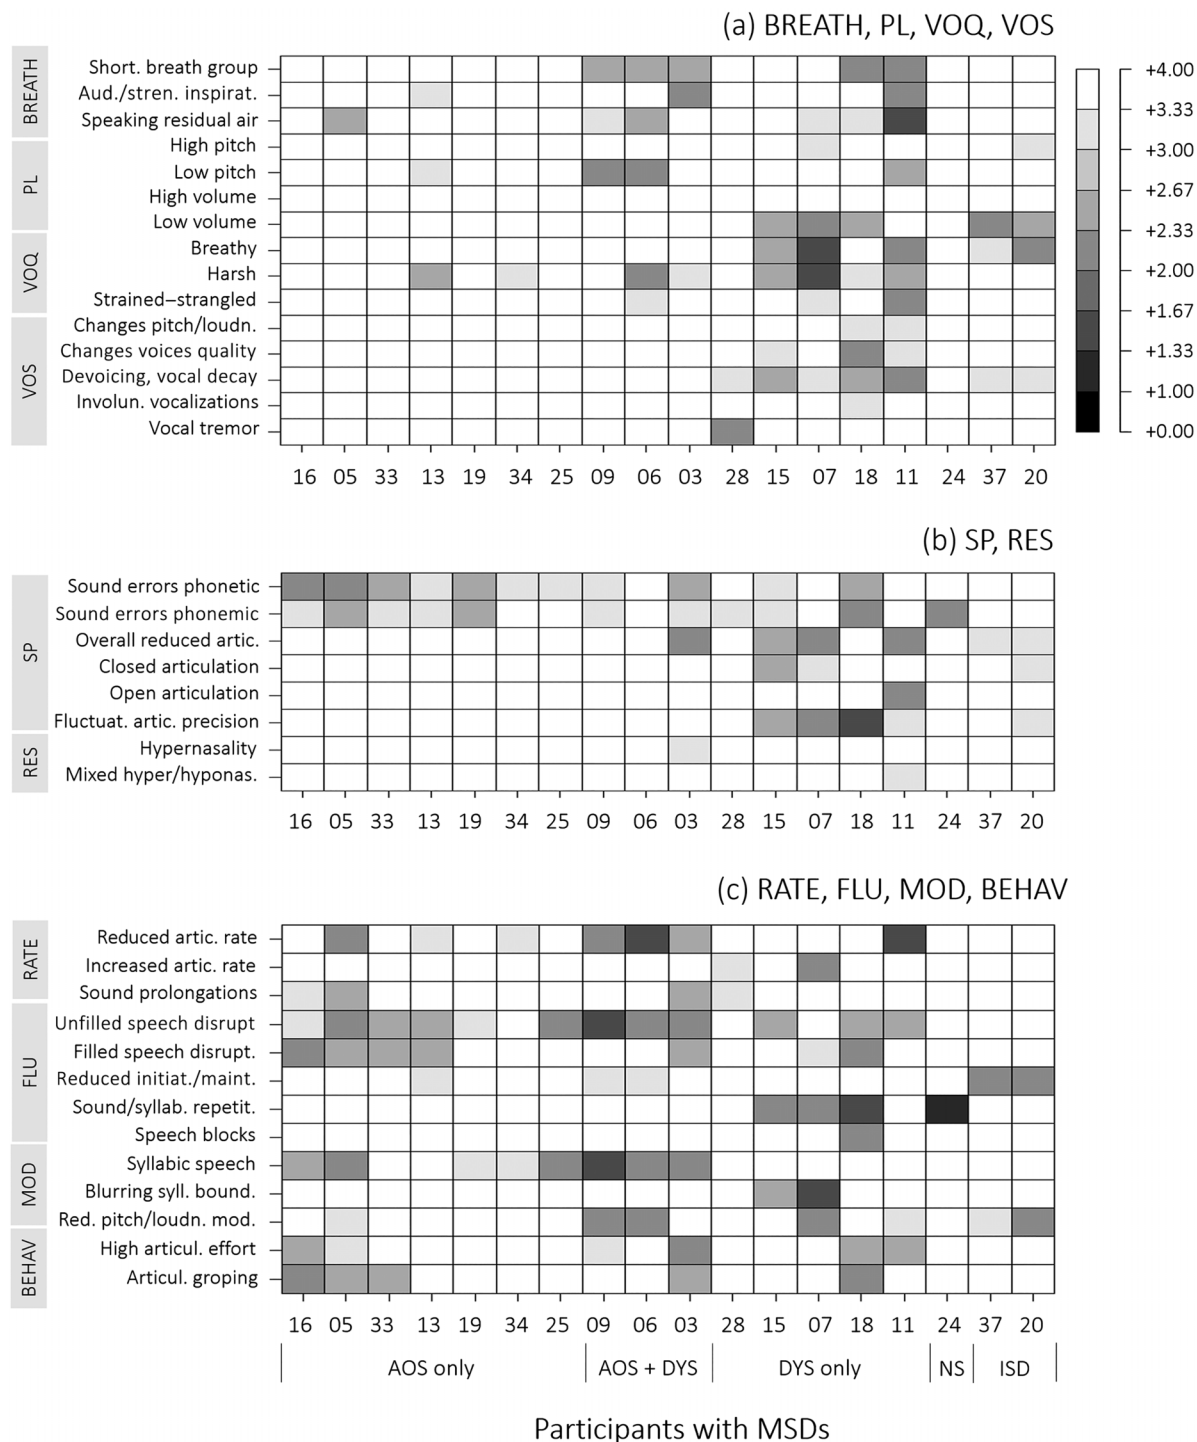 (a) BREATH, PL, VOQ, VOS
BREATH
PL
VOQ
VOS
Short. breath group
Aud./stren. inspirat.
Speaking residual air
High pitch
Low pitch
High volume
Low volume
Breathy
Harsh
Strained–strangled
Changes pitch/loudn.
Changes voices quality
Devoicing, vocal decay
Involun. vocalizations
Vocal tremor
+4.00
+3.33
+3.00
+2.67
+2.33
+2.00
+1.67
+1.33
+1.00
+0.00
16 05 33 13 19 34 25 09 06 03 28 15 07 18 11 24 37 20
(b) SP, RES
SP
RES
Sound errors phonetic
Sound errors phonemic
Overall reduced artic.
Closed articulation
Open articulation
Fluctuat. artic. precision
Hypernasality
Mixed hyper/hyponas.
16 05 33 13 19 34 25 09 06 03 28 15 07 18 11 24 37 20
(c) RATE, FLU, MOD, BEHAV
RATE
FLU
MOD
BEHAV
Reduced artic. rate
Increased artic. rate
Sound prolongations
Unfilled speech disrupt
Filled speech disrupt.
Reduced initiat./maint.
Sound/syllab. repetit.
Speech blocks
Syllabic speech
Blurring syll. bound.
Red. pitch/loudn. mod.
High articul. effort
Articul. groping
16 05 33 13 19 34 25 09 06 03 28 15 07 18 11 24 37 20
AOS only AOS + DYS DYS only NS ISD
Participants with MSDs